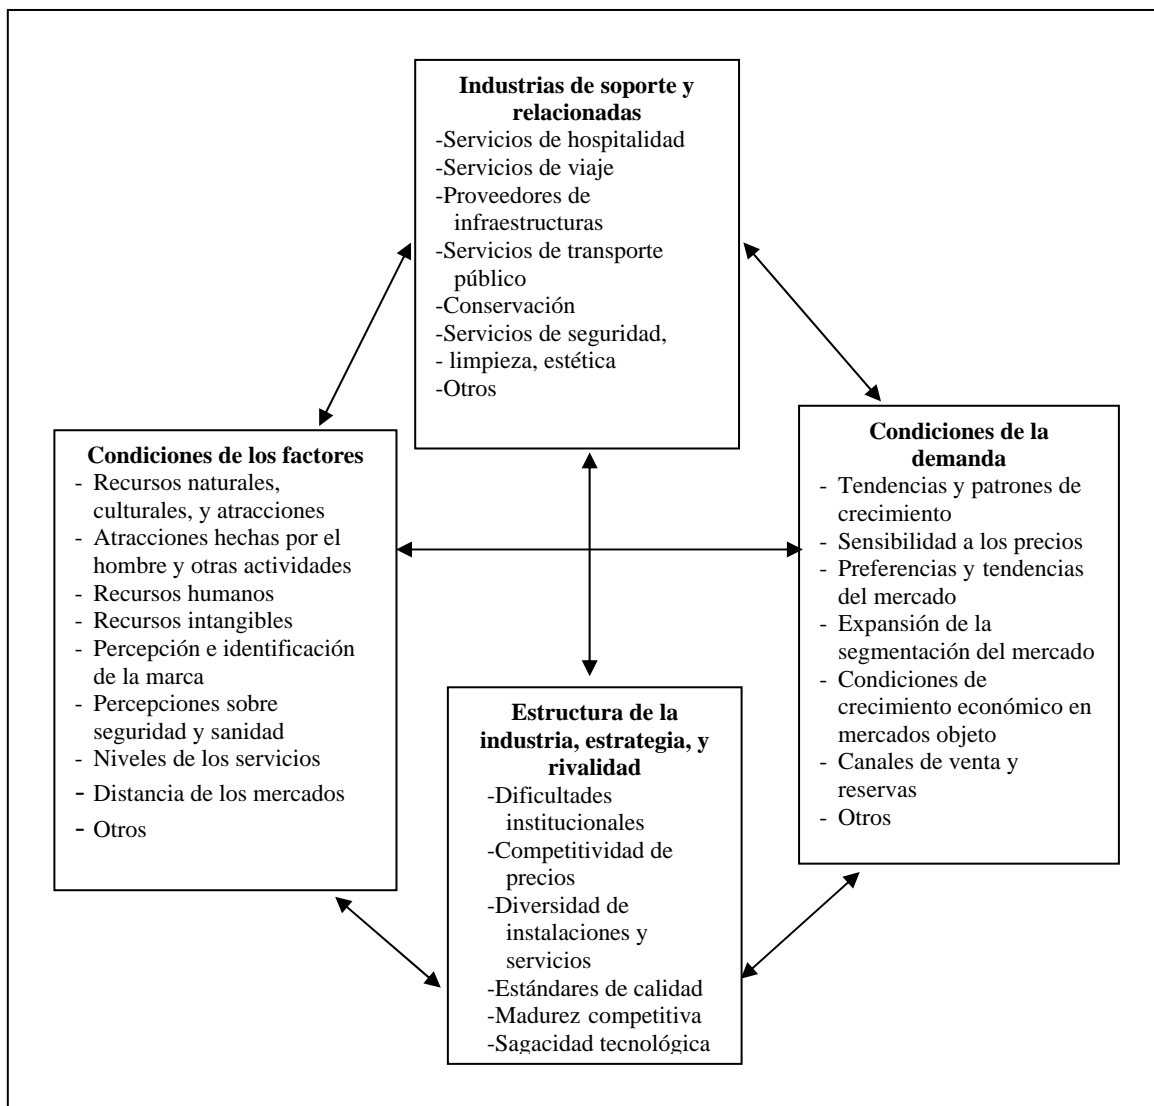 Industrias de soporte y
relacionadas
-Servicios de hospitalidad
-Servicios de viaje
-Proveedores de
infraestructuras
-Servicios de transporte
público
-Conservación
-Servicios de seguridad,
- limpieza, estética
-Otros
Condiciones de los factores
- Recursos naturales,
culturales, y atracciones
- Atracciones hechas por el
hombre y otras actividades
- Recursos humanos
- Recursos intangibles
- Percepción e identificación
de la marca
- Percepciones sobre
seguridad y sanidad
- Niveles de los servicios
- Distancia de los mercados
- Otros
Condiciones de la
demanda
- Tendencias y patrones de
crecimiento
- Sensibilidad a los precios
- Preferencias y tendencias
del mercado
- Expansión de la
segmentación del mercado
- Condiciones de
crecimiento económico en
mercados objeto
- Canales de venta y
reservas
- Otros
Estructura de la
industria, estrategia, y
rivalidad
-Dificultades
institucionales
-Competitividad de
precios
-Diversidad de
instalaciones y
servicios
-Estándares de calidad
-Madurez competitiva
-Sagacidad tecnológica